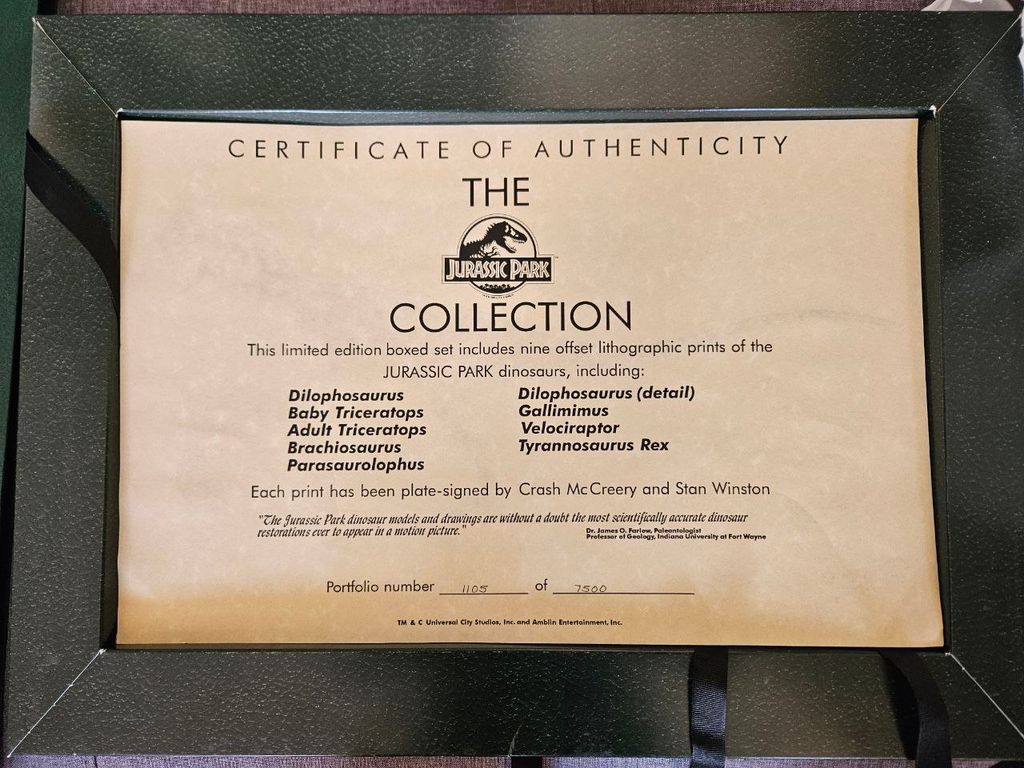 CERTIFICATE OF AUTHENTICITY
THE
JURASSIC PARK
COLLECTION
This limited edition boxed set includes nine offset lithographic prints of the
JURASSIC PARK dinosaurs, including:
Dilophosaurus
Baby Triceratops
Adult Triceratops
Brachiosaurus
Parasaurolophus
Dilophosaurus (detail)
Gallimimus
Velociraptor
Tyrannosaurus Rex
Each print has been plate-signed by Crash McCreery and Stan Winston
"The Jurassic Park dinosaur models and drawings are without a doubt the most scientifically accurate dinosaur
restorations ever to appear in a motion picture."
Dr. James O. Farlow, Paleontologist
Professor of Geology, Indiana University at Fort Wayne
Portfolio number 1105 of 7500
TM & C Universal City Studios, Inc. and Amblin Entertainment, Inc.